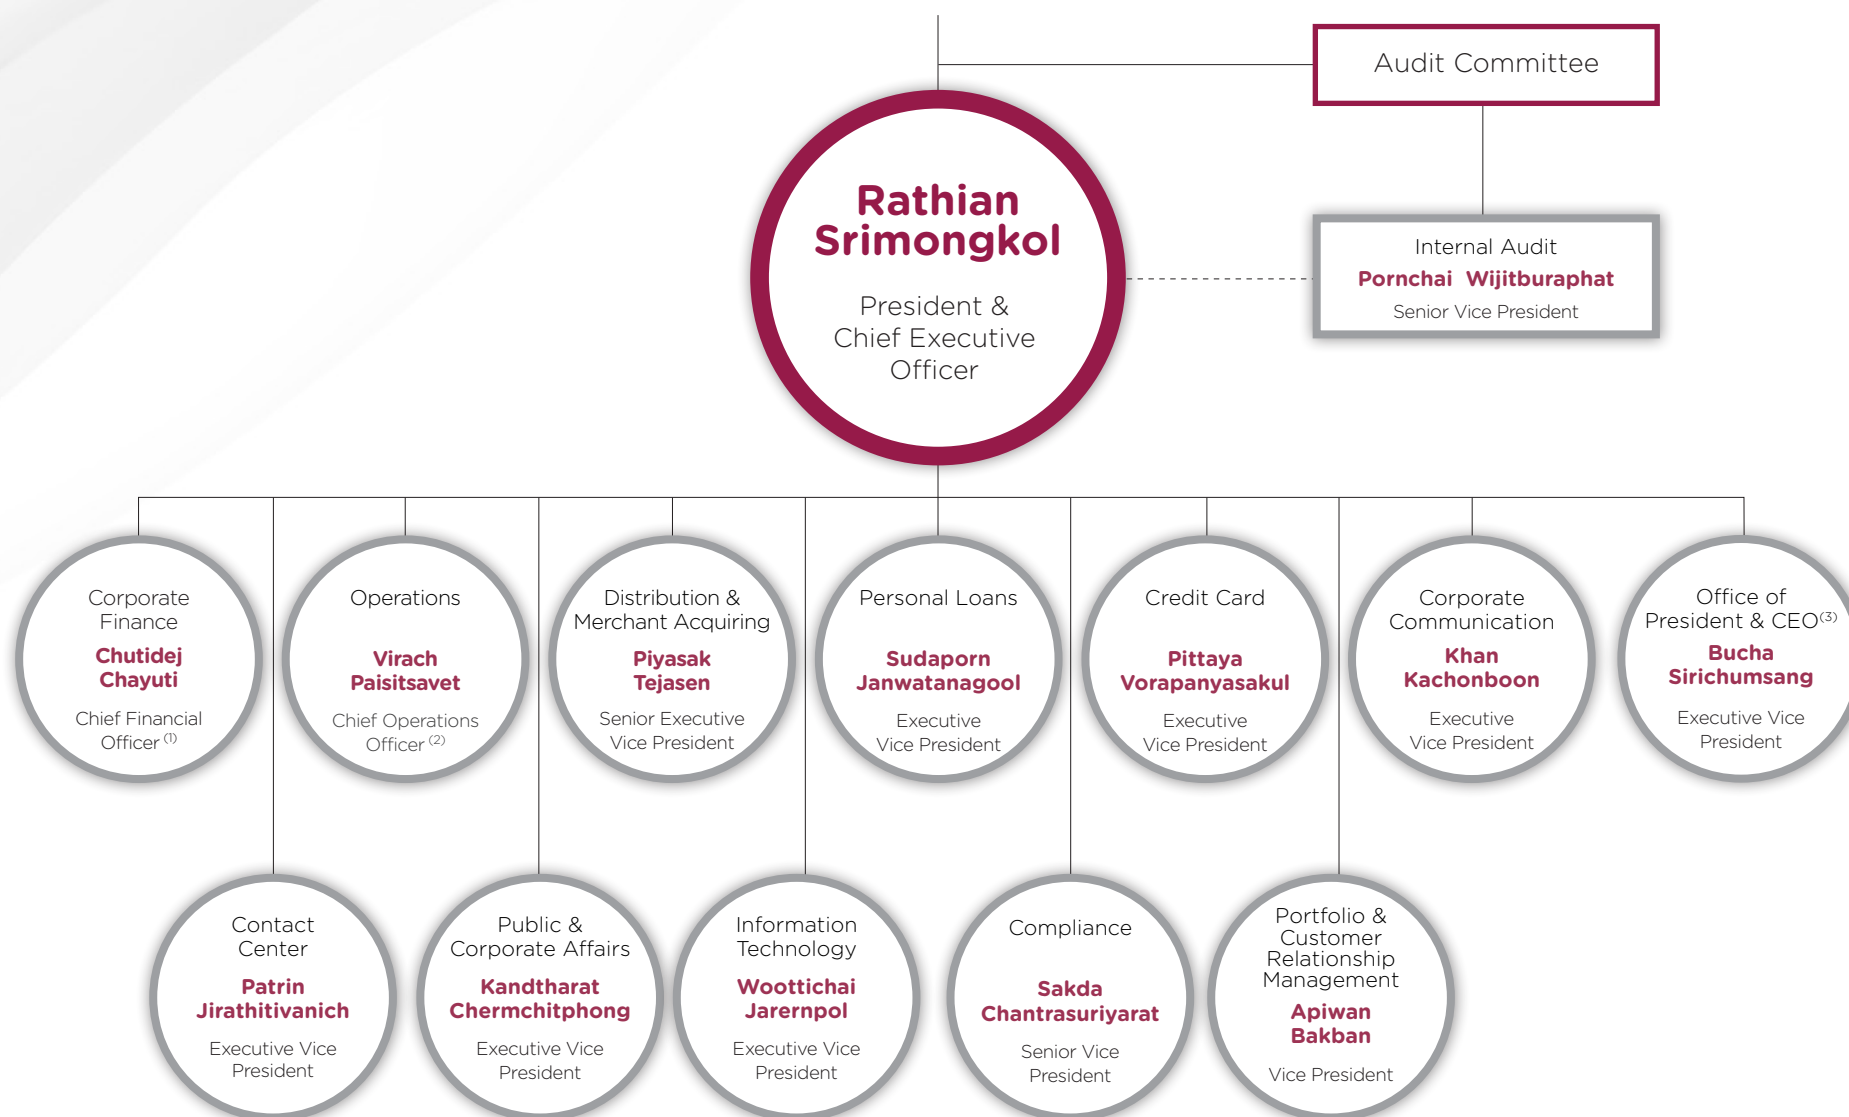 Audit Committee
Rathian
Srimongkol
President &
Chief Executive
Officer
Internal Audit
Pornchai Wijitburaphat
Senior Vice President
Corporate
Finance
Chutidej
Chayuti
Chief Financial
Officer (1)
Operations
Virach
Paisitsavet
Chief Operations
Officer (2)
Distribution &
Merchant Acquiring
Piyasak
Tejasen
Senior Executive
Vice President
Personal Loans
Sudaporn
Janwatanagool
Executive
Vice President
Credit Card
Pittaya
Vorapanyasakul
Executive
Vice President
Corporate
Communication
Khan
Kachonboon
Executive
Vice President
Office of
President & CEO(3)
Bucha
Sirichumsang
Executive Vice
President
Contact
Center
Patrin
Jirathitivanich
Executive Vice
President
Public &
Corporate Affairs
Kandtharat
Chermchitphong
Executive Vice
President
Information
Technology
Woottichai
Jarernpol
Executive Vice
President
Compliance
Sakda
Chantrasuriyarat
Senior Vice
President
Portfolio &
Customer
Relationship
Management
Apiwan
Bakban
Vice President